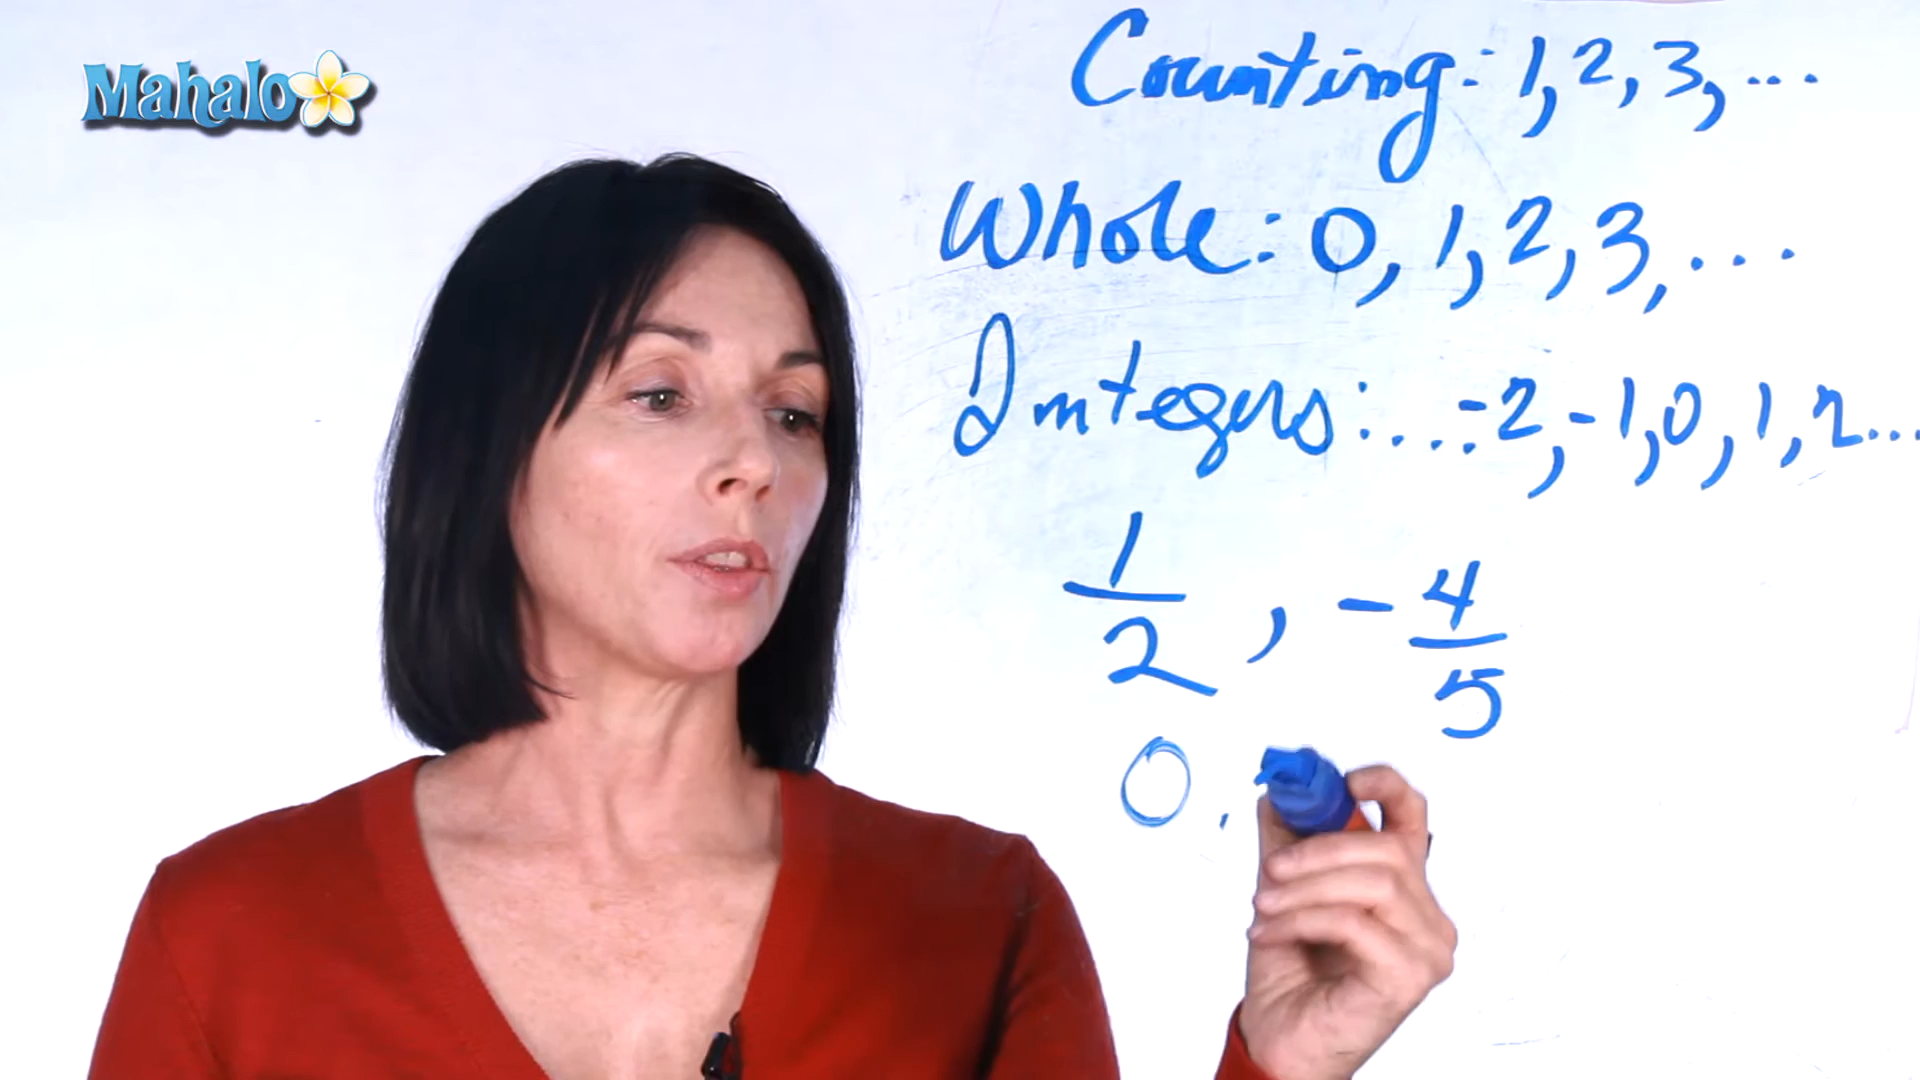 Mahalo
Counting: 1, 2, 3, ...
Whole: 0, 1, 2, 3, ...
Integers: ... -2, -1, 0, 1, 2 ...
1/2 , - 4/5
0.